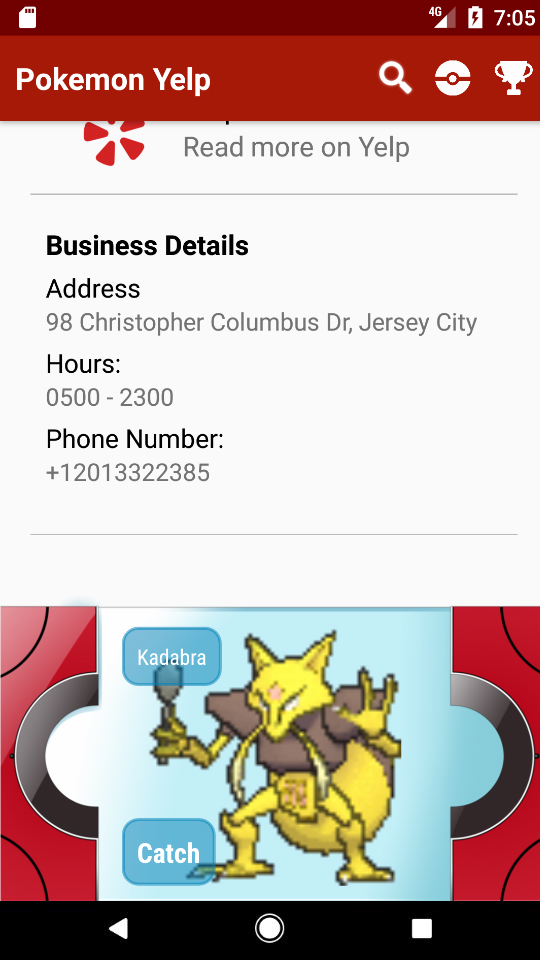 4G
7:05
Pokemon Yelp
Read more on Yelp
Business Details
Address
98 Christopher Columbus Dr, Jersey City
Hours:
0500 - 2300
Phone Number:
+12013322385
Kadabra
Catch